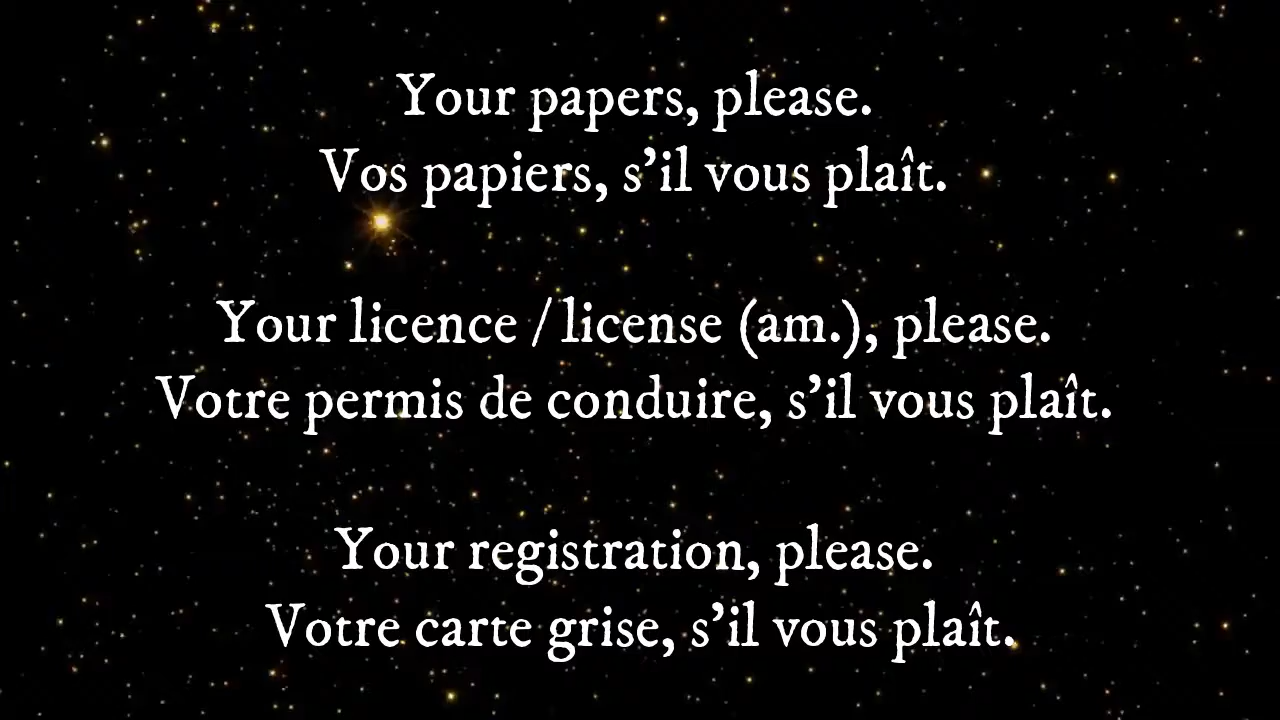 Your papers, please.
Vos papiers, s’il vous plaît.
Your licence / license (am.), please.
Votre permis de conduire, s’il vous plaît.
Your registration, please.
Votre carte grise, s’il vous plaît.